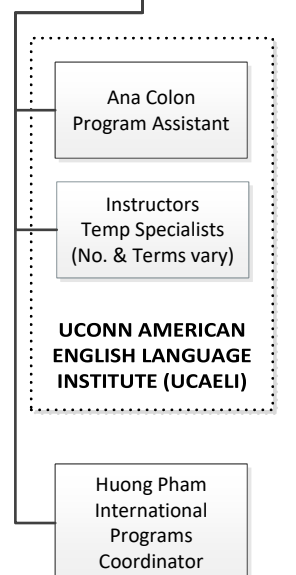 Ana Colon
Program Assistant
Instructors
Temp Specialists
(No. & Terms vary)
UCONN AMERICAN
ENGLISH LANGUAGE
INSTITUTE (UCAELI)
Huong Pham
International
Programs
Coordinator